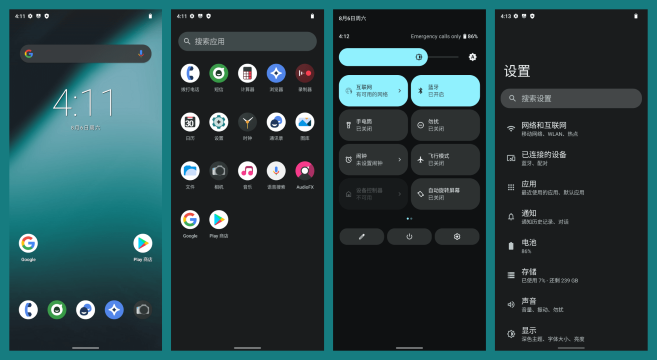 4:11
4:11
8月6日周六
Google
Play 商店
4:11
搜索应用
拨打电话
短信
计算器
浏览器
录制器
日历
设置
时钟
通讯录
图库
文件
相机
音乐
语音搜索
AudioFX
Google
Play 商店
8月6日周六
4:12
Emergency calls only
86%
互联网
有可用的网络
蓝牙
已开启
手电筒
已关闭
勿扰
已关闭
闹钟
未设置闹钟
飞行模式
已关闭
设备控制器
不可用
自动旋转屏幕
已关闭
4:13
设置
搜索设置
网络和互联网
移动网络、WLAN、热点
已连接的设备
蓝牙、配对
应用
最近使用的应用、默认应用
通知
通知历史记录、对话
电池
86%
存储
已使用 7% - 还剩 239 GB
声音
音量、振动、勿扰
显示
深色主题、字体大小、亮度